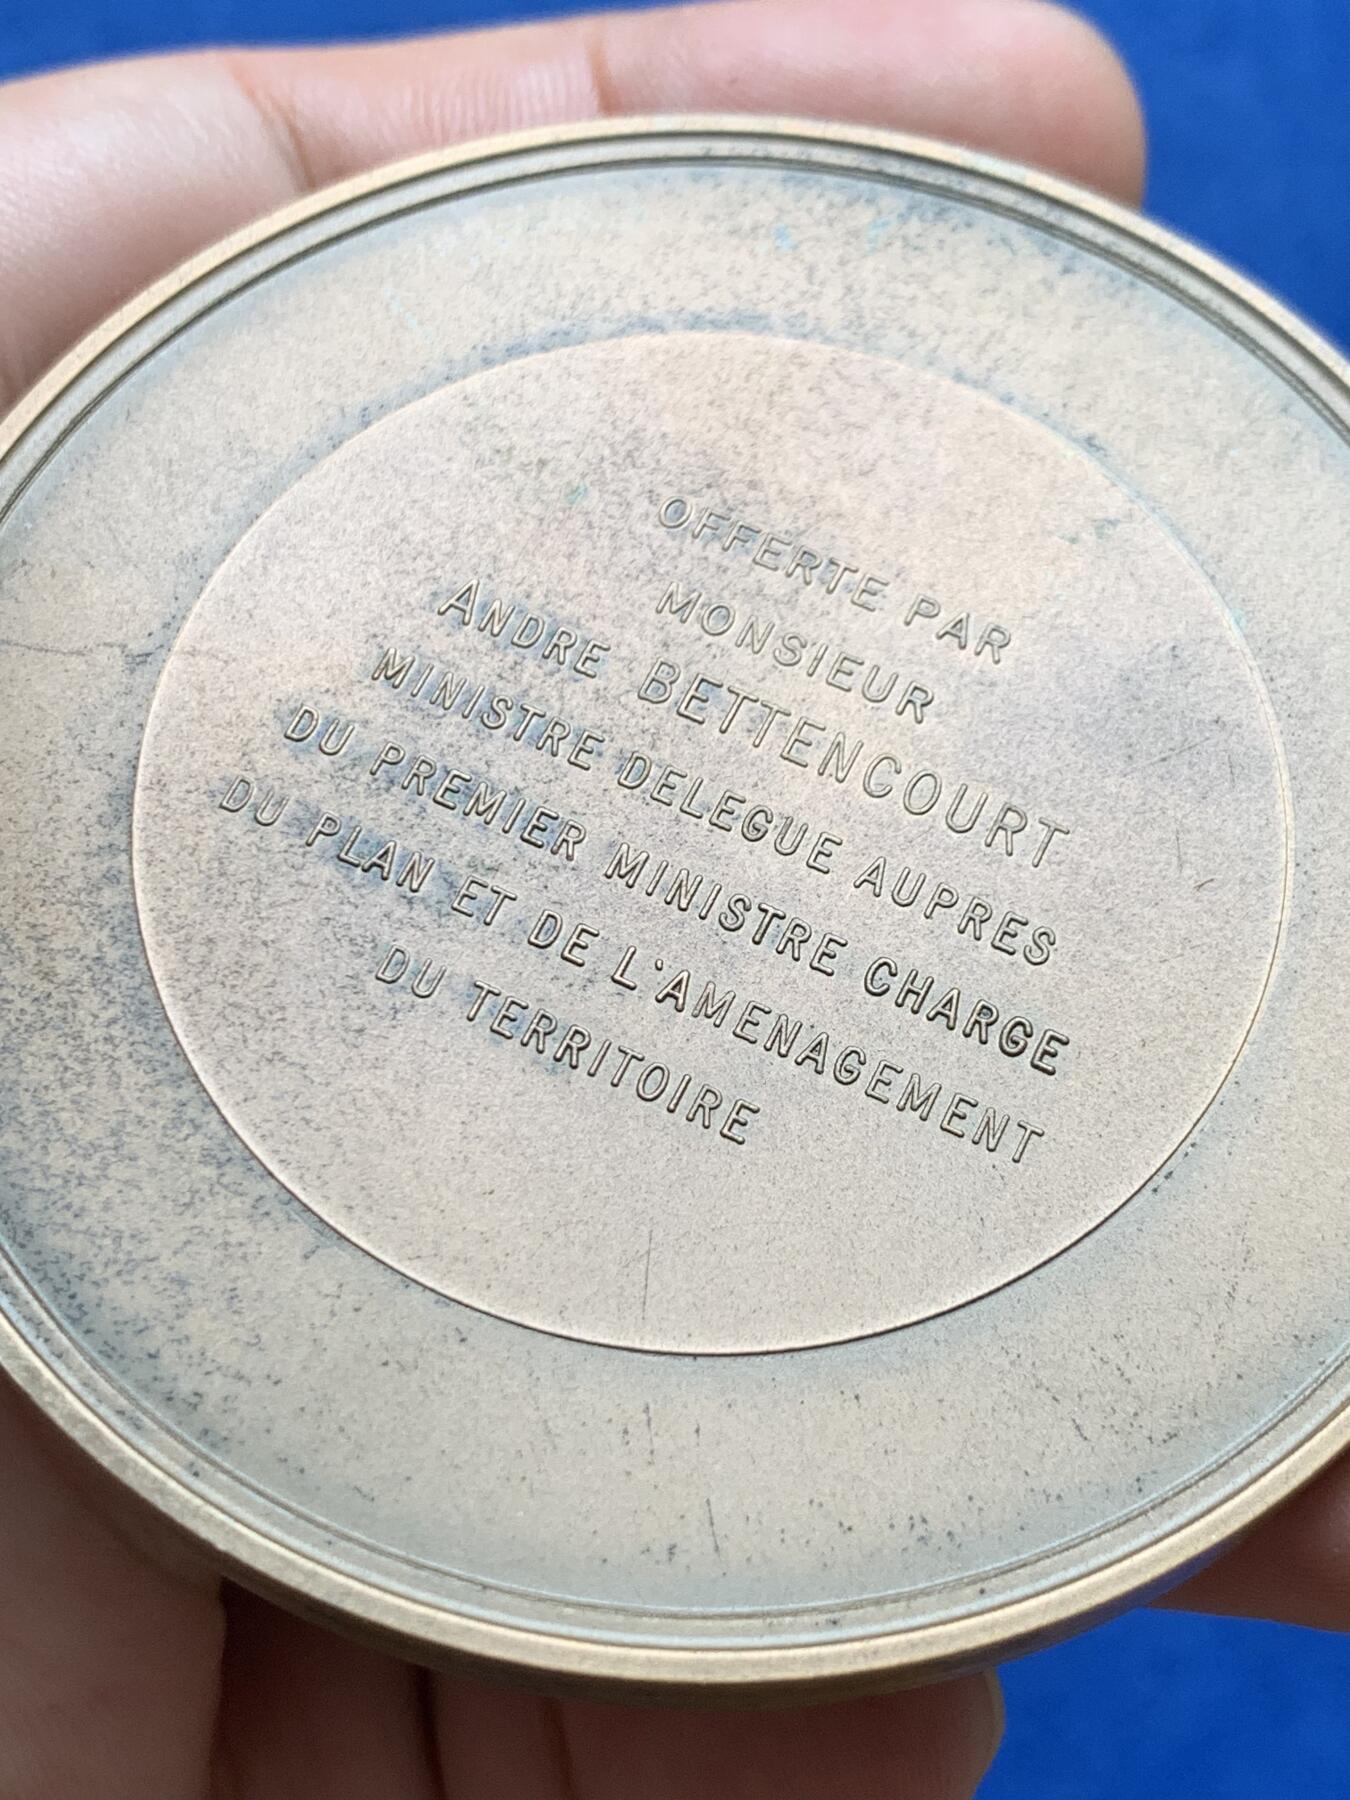 OFFERTE PAR
MONSIEUR
ANDRE BETTENCOURT
MINISTRE DELEGUE AUPRES
DU PREMIER MINISTRE CHARGE
DU PLAN ET DE L'AMENAGEMENT
DU TERRITOIRE